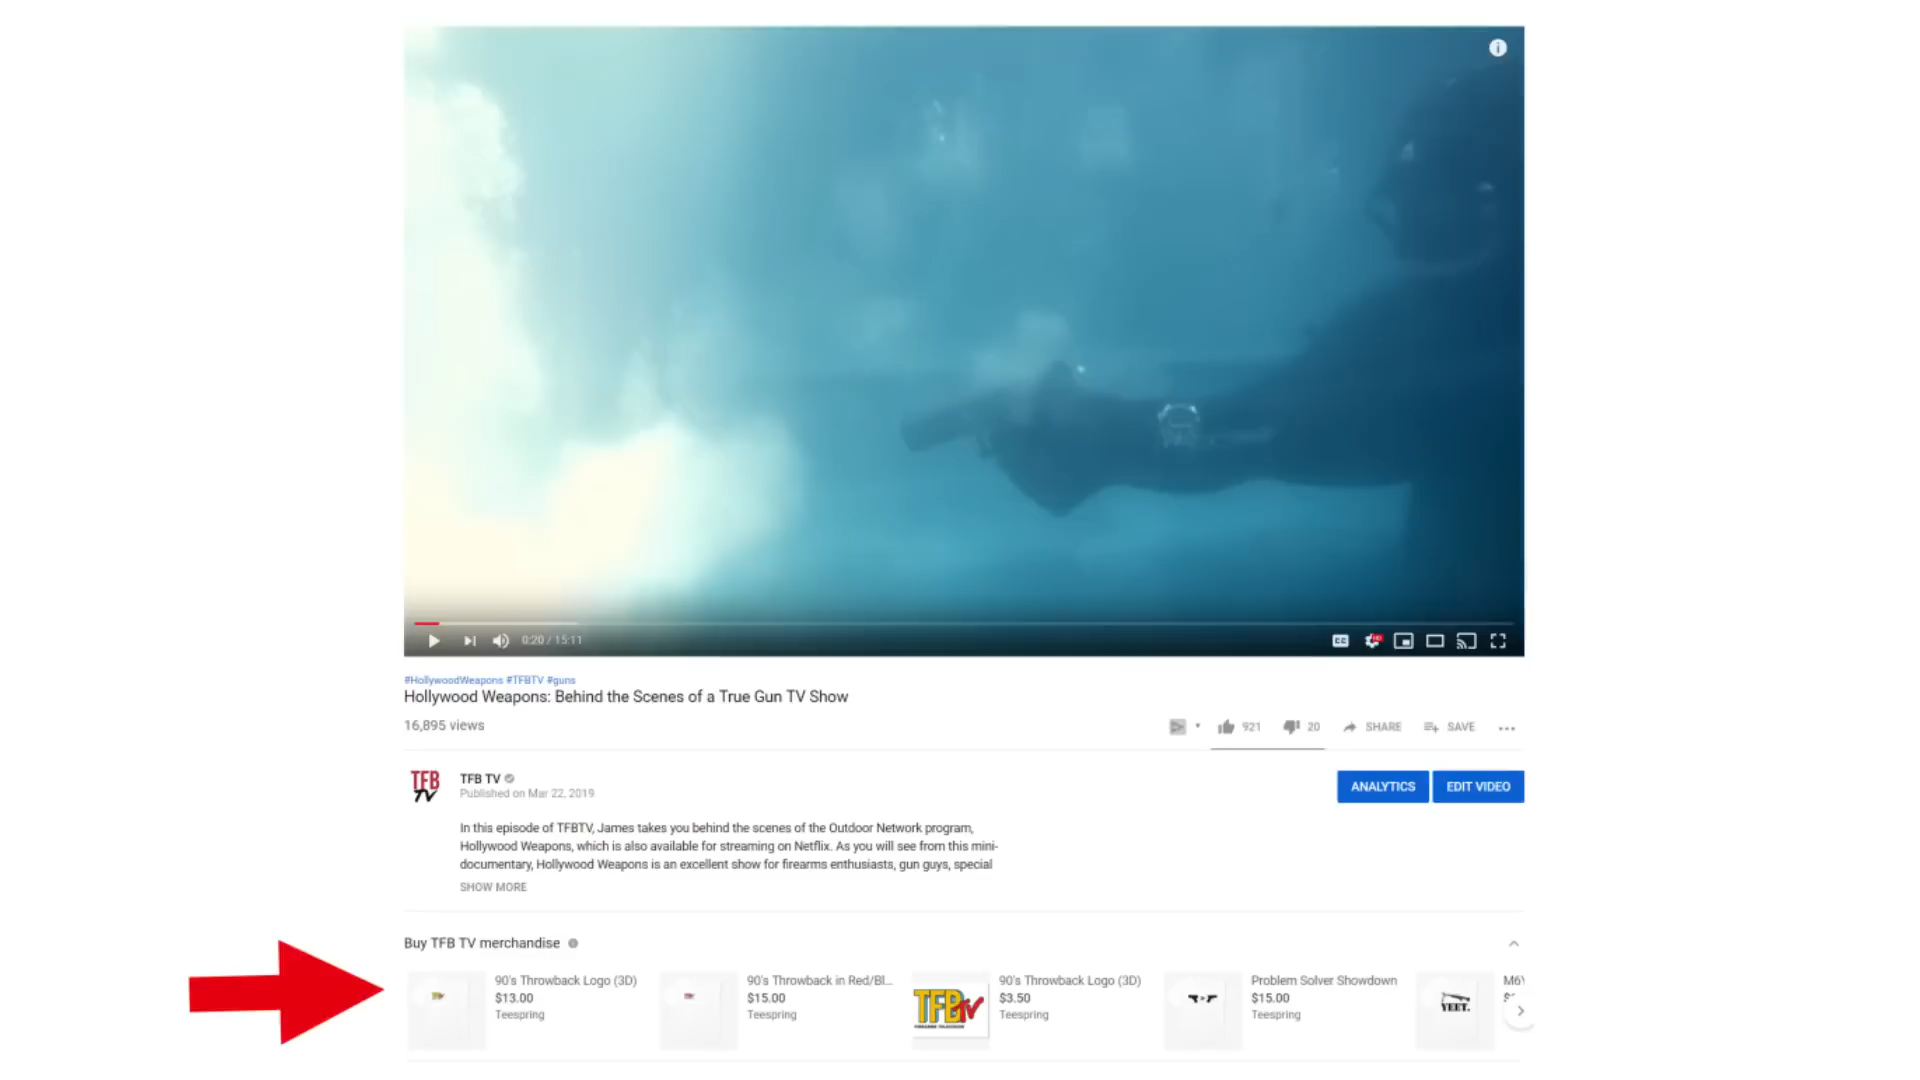 0:20 / 15:11
CC
HD
#HollywoodWeapons #TFBTV #guns
Hollywood Weapons: Behind the Scenes of a True Gun TV Show
16,895 views
921
20
SHARE
SAVE
TFB TV
TFB TV
Published on Mar 22, 2019
ANALYTICS
EDIT VIDEO
In this episode of TFBTV, James takes you behind the scenes of the Outdoor Network program,
Hollywood Weapons, which is also available for streaming on Netflix. As you will see from this mini-
documentary, Hollywood Weapons is an excellent show for firearms enthusiasts, gun guys, special
SHOW MORE
Buy TFB TV merchandise
90's Throwback Logo (3D)
$13.00
Teespring
90's Throwback in Red/Bl...
$15.00
Teespring
TFB TV
FIREARMS TELEVISION
90's Throwback Logo (3D)
$3.50
Teespring
Problem Solver Showdown
$15.00
Teespring
YEET.